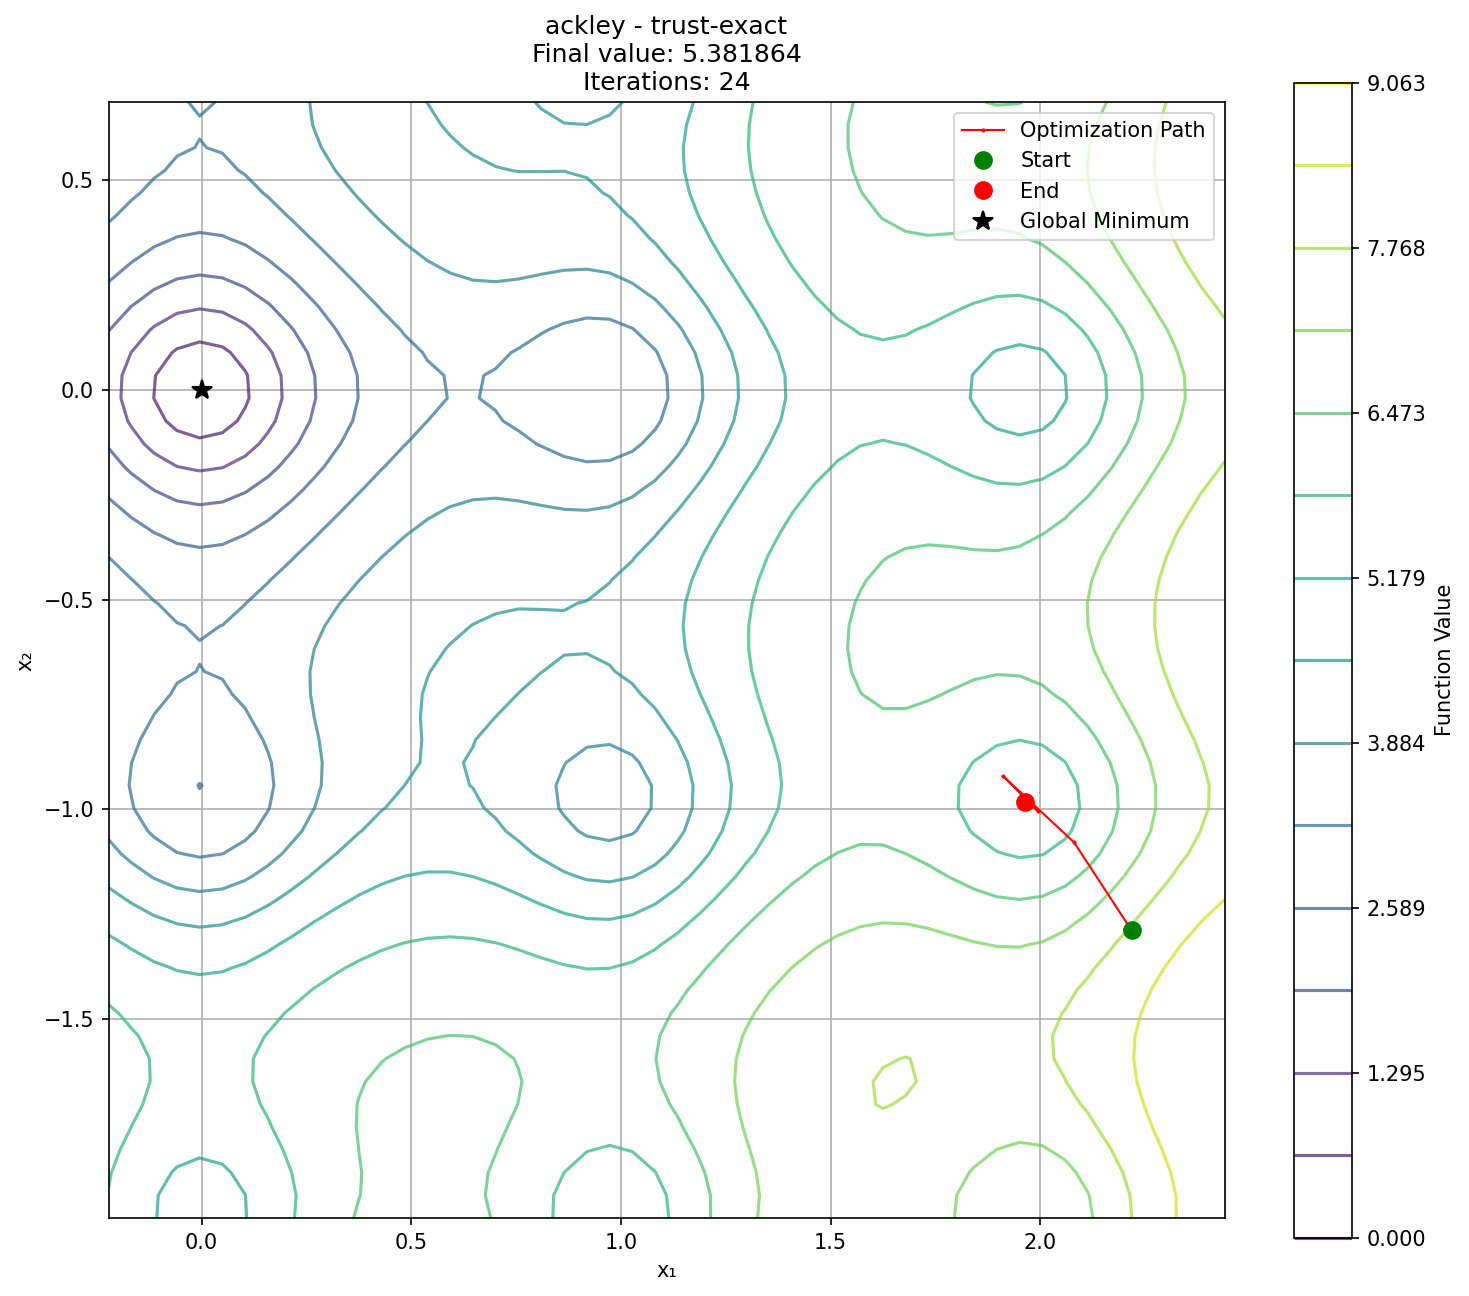 ackley - trust-exact
Final value: 5.381864
Iterations: 24
Optimization Path
Start
End
Global Minimum
0.5
0.0
−0.5
−1.0
−1.5
x₂
0.0
0.5
1.0
1.5
2.0
x₁
9.063
7.768
6.473
5.179
3.884
2.589
1.295
0.000
Function Value